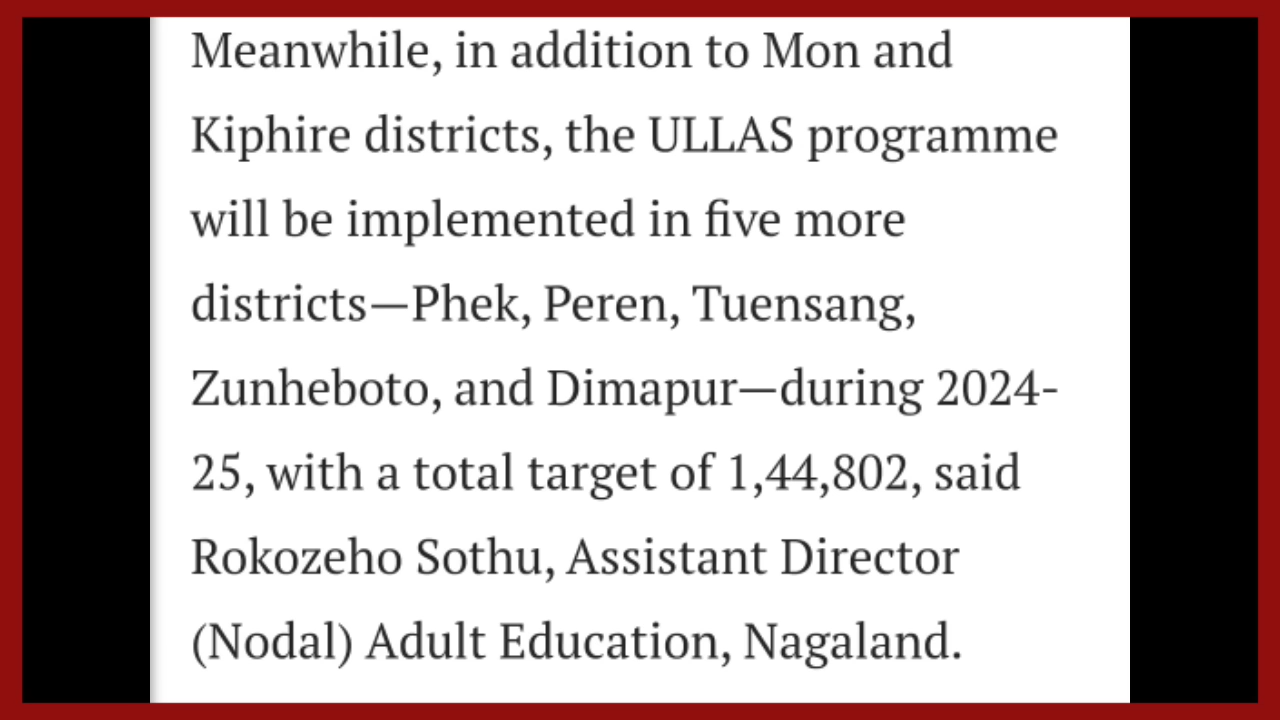 Meanwhile, in addition to Mon and
Kiphire districts, the ULLAS programme
will be implemented in five more
districts—Phek, Peren, Tuensang,
Zunheboto, and Dimapur—during 2024-
25, with a total target of 1,44,802, said
Rokozeho Sothu, Assistant Director
(Nodal) Adult Education, Nagaland.